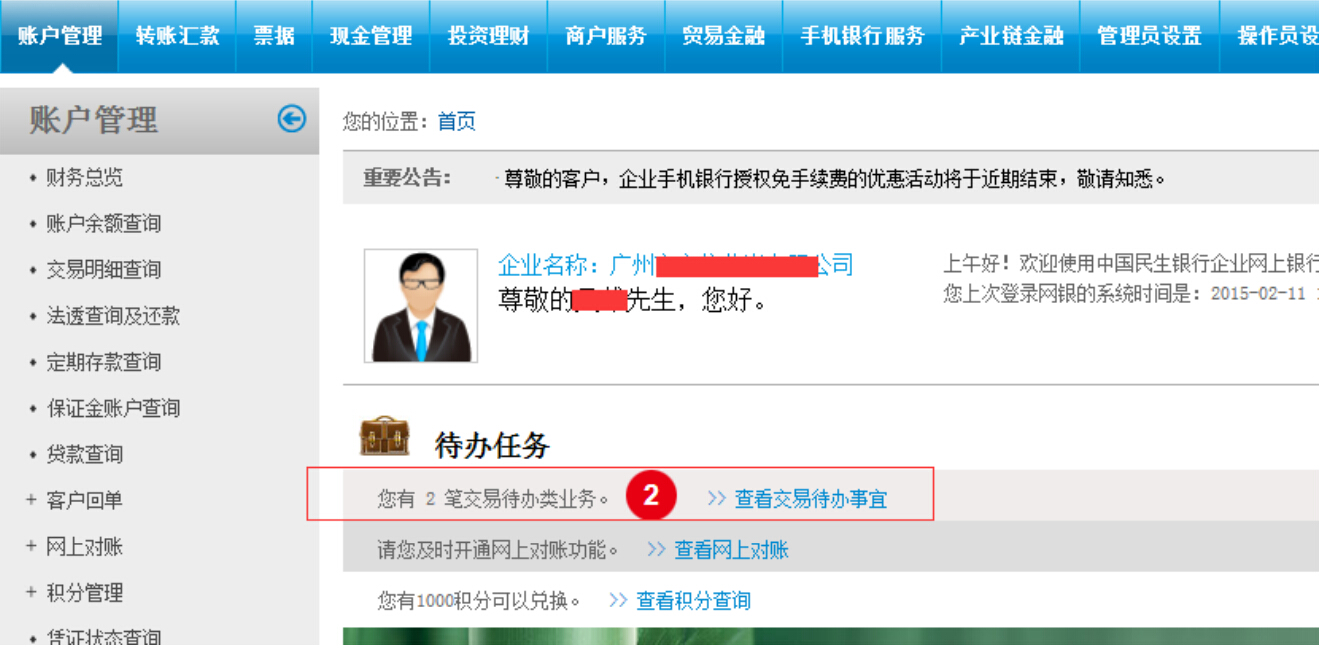 账户管理 转账汇款 票据 现金管理 投资理财 商户服务 贸易金融 手机银行服务 产业链金融 管理员设置 操作员设
账户管理
您的位置：首页
重要公告： ·尊敬的客户，企业手机银行授权免手续费的优惠活动将于近期结束，敬请知悉。
• 财务总览
• 账户余额查询
• 交易明细查询
• 法透查询及还款
• 定期存款查询
• 保证金账户查询
• 贷款查询
+ 客户回单
+ 网上对账
+ 积分管理
• 凭证状态查询
企业名称：广州 公司
尊敬的 先生，您好。
上午好！欢迎使用中国民生银行企业网上银行
您上次登录网银的系统时间是：2015-02-11
待办任务
您有 2 笔交易待办类业务。 2 >> 查看交易待办事宜
请您及时开通网上对账功能。 >> 查看网上对账
您有1000积分可以兑换。 >> 查看积分查询